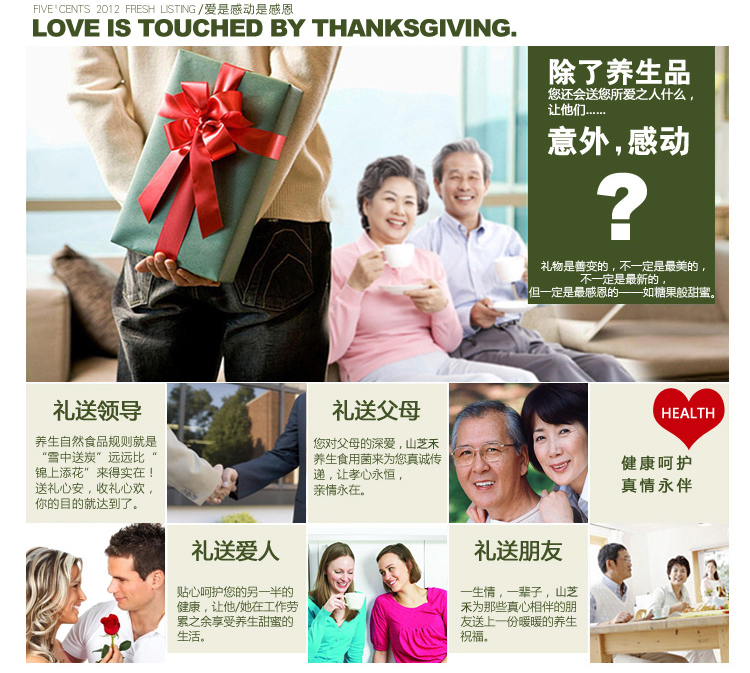 FIVE'CENTS 2012 FRESH LISTING/爱是感动是感恩
LOVE IS TOUCHED BY THANKSGIVING.
除了养生品
您还会送您所爱之人什么，
让他们……
意外,感动
?
礼物是善变的，不一定是最美的，
不一定是最新的，
但一定是最感恩的——如糖果般甜蜜。
礼送领导
养生自然食品规则就是
“雪中送炭”远远比“
锦上添花”来得实在！
送礼心安，收礼心欢，
你的目的就达到了。
礼送父母
您对父母的深爱，山芝禾
养生食用菌来为您真诚传
递，让孝心永恒，
亲情永在。
HEALTH
健康呵护
真情永伴
礼送爱人
贴心呵护您的另一半的
健康，让他/她在工作劳
累之余享受养生甜蜜的
生活。
礼送朋友
一生情，一辈子，山芝
禾为那些真心相伴的朋
友送上一份暖暖的养生
祝福。